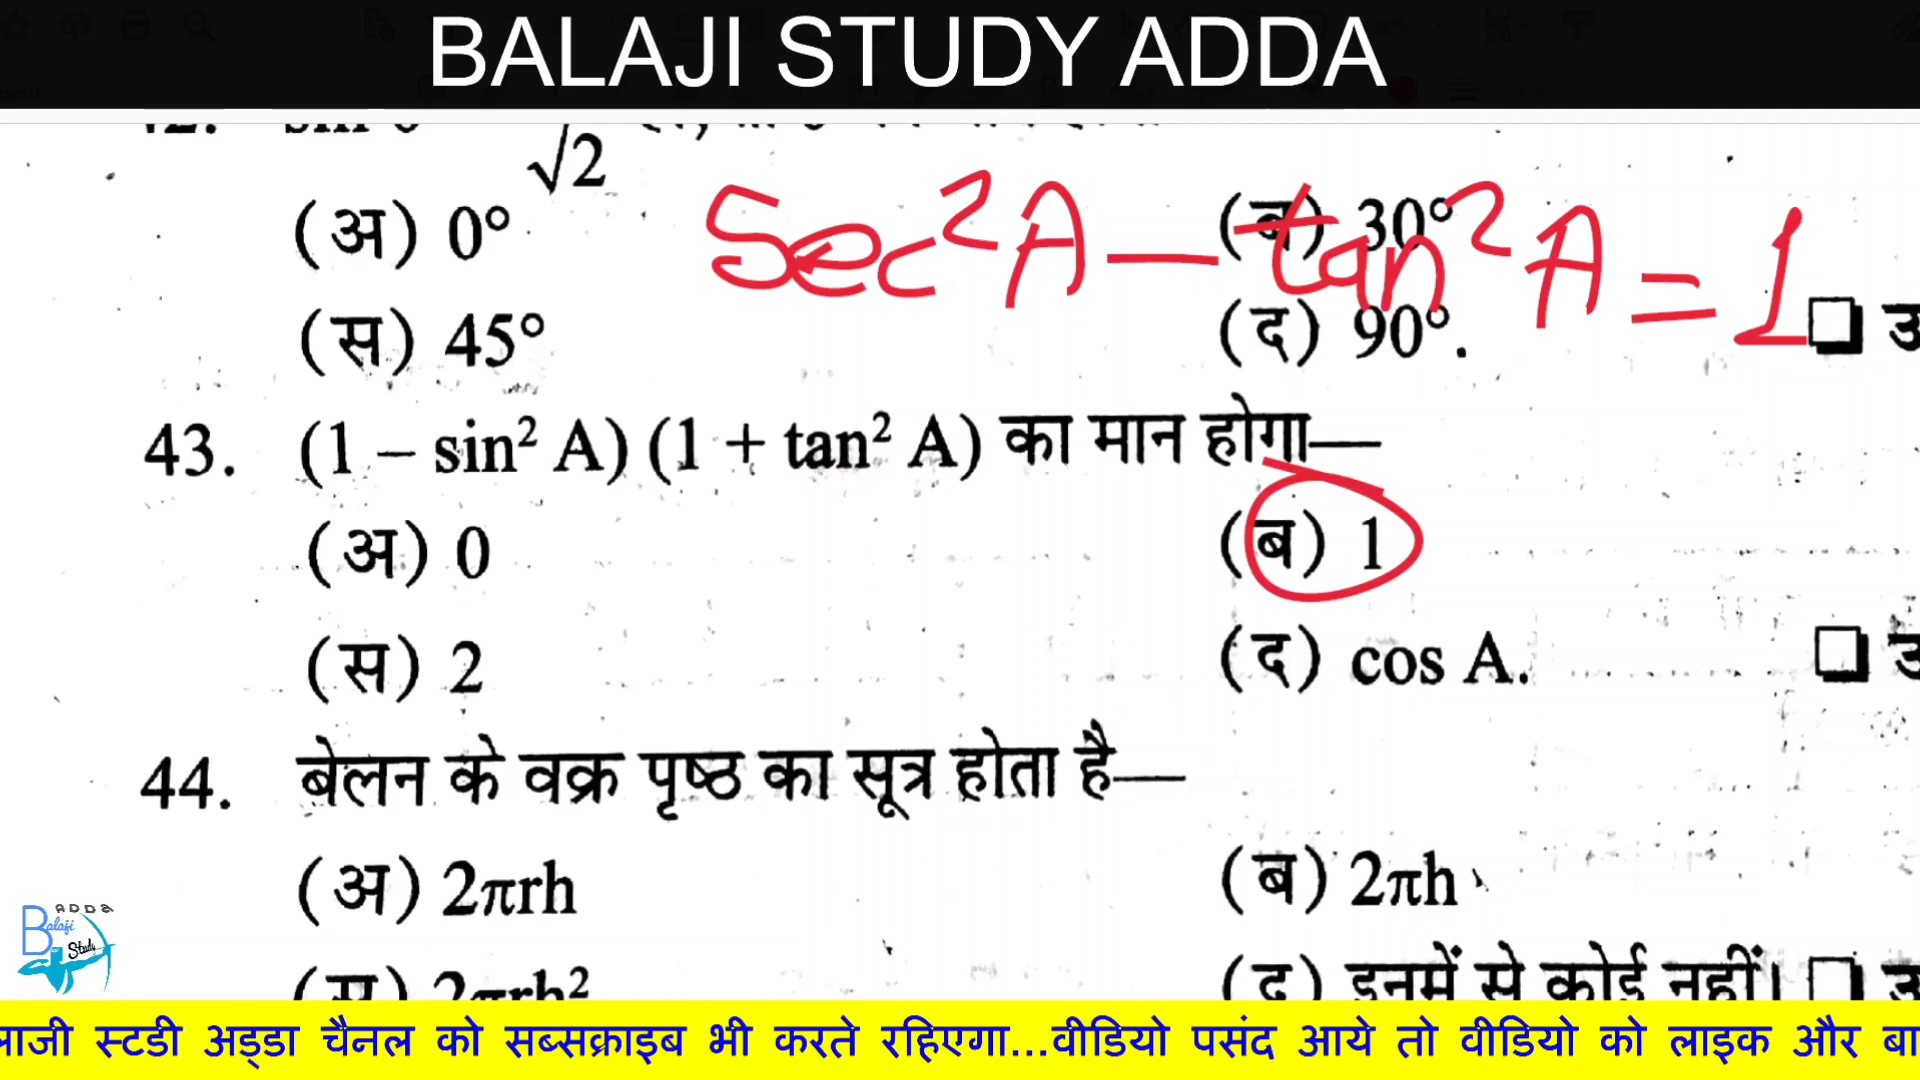 BALAJI STUDY ADDA
√2
(अ) 0° (ब) 30°
Sec²A — tan²A = 1
(स) 45° (द) 90°.
43. (1 – sin² A) (1 + tan² A) का मान होगा—
(अ) 0 (ब) 1
(स) 2 (द) cos A.
44. बेलन के वक्र पृष्ठ का सूत्र होता है—
(अ) 2πrh (ब) 2πh
(स) 2πrh² (द) इनमें से कोई नहीं।
ADDA
Balaji
Study
स्टडी अड्डा चैनल को सब्सक्राइब भी करते रहिएगा...वीडियो पसंद आये तो वीडियो को लाइक और